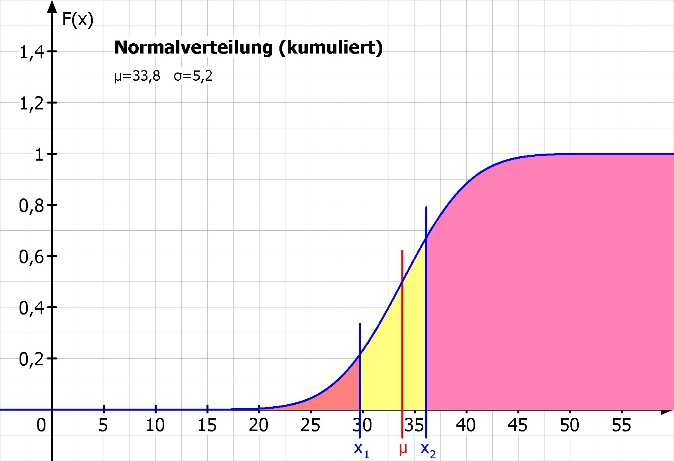 F(x)
Normalverteilung (kumuliert)
μ=33,8 σ=5,2
1,4
1,2
1
0,8
0,6
0,4
0,2
0 5 10 15 20 25 30 35 40 45 50 55
x₁ μ x₂